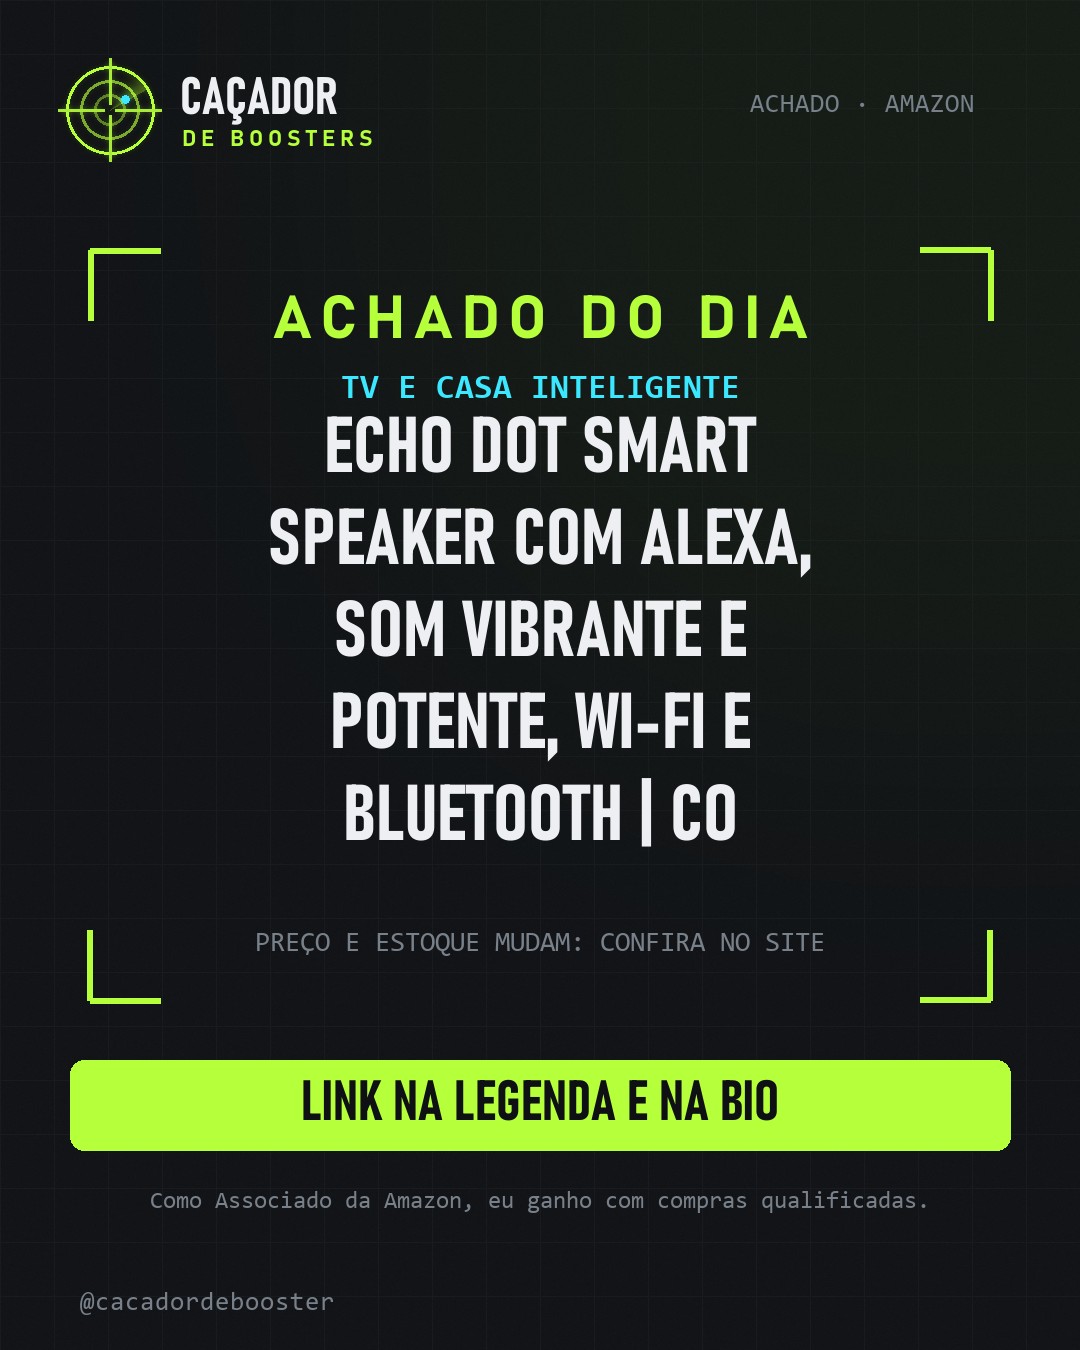 CAÇADOR
DE BOOSTERS
ACHADO · AMAZON
ACHADO DO DIA
TV E CASA INTELIGENTE
ECHO DOT SMART
SPEAKER COM ALEXA,
SOM VIBRANTE E
POTENTE, WI-FI E
BLUETOOTH | CO
PREÇO E ESTOQUE MUDAM: CONFIRA NO SITE
LINK NA LEGENDA E NA BIO
Como Associado da Amazon, eu ganho com compras qualificadas.
@cacadordebooster